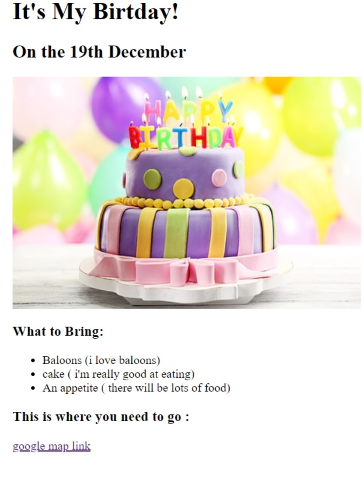 It's My Birtday!
On the 19th December
HAPPY
BIRTHDAY
What to Bring:
Baloons (i love baloons)
cake ( i'm really good at eating)
An appetite ( there will be lots of food)
This is where you need to go :
google map link